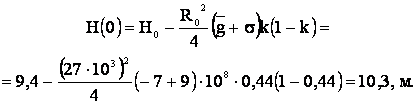 H(0) = H₀ − R₀²/4 (g̅ + σ)k(1 − k) =
= 9,4 − (27 · 10³)²/4 (−7 + 9) · 10⁸ · 0,44(1 − 0,44) = 10,3, м.